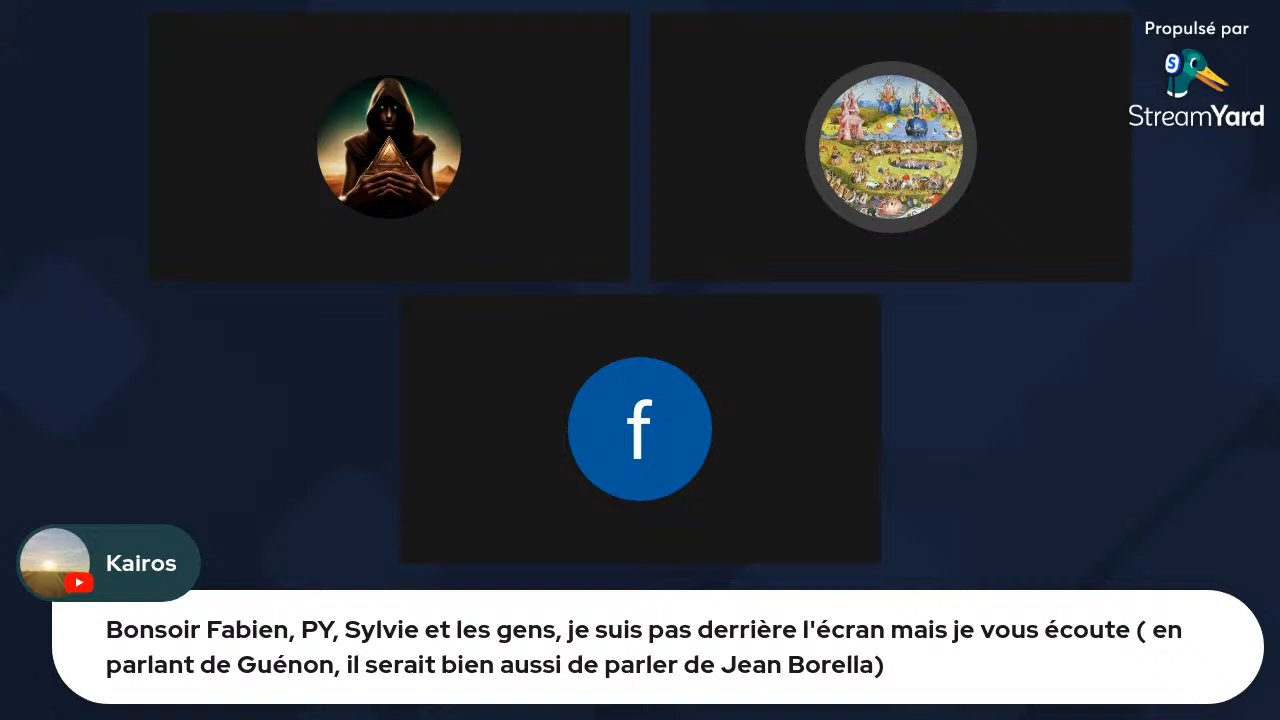 Propulsé par
S
StreamYard
f
Kairos
Bonsoir Fabien, PY, Sylvie et les gens, je suis pas derrière l'écran mais je vous écoute ( en
parlant de Guénon, il serait bien aussi de parler de Jean Borella)